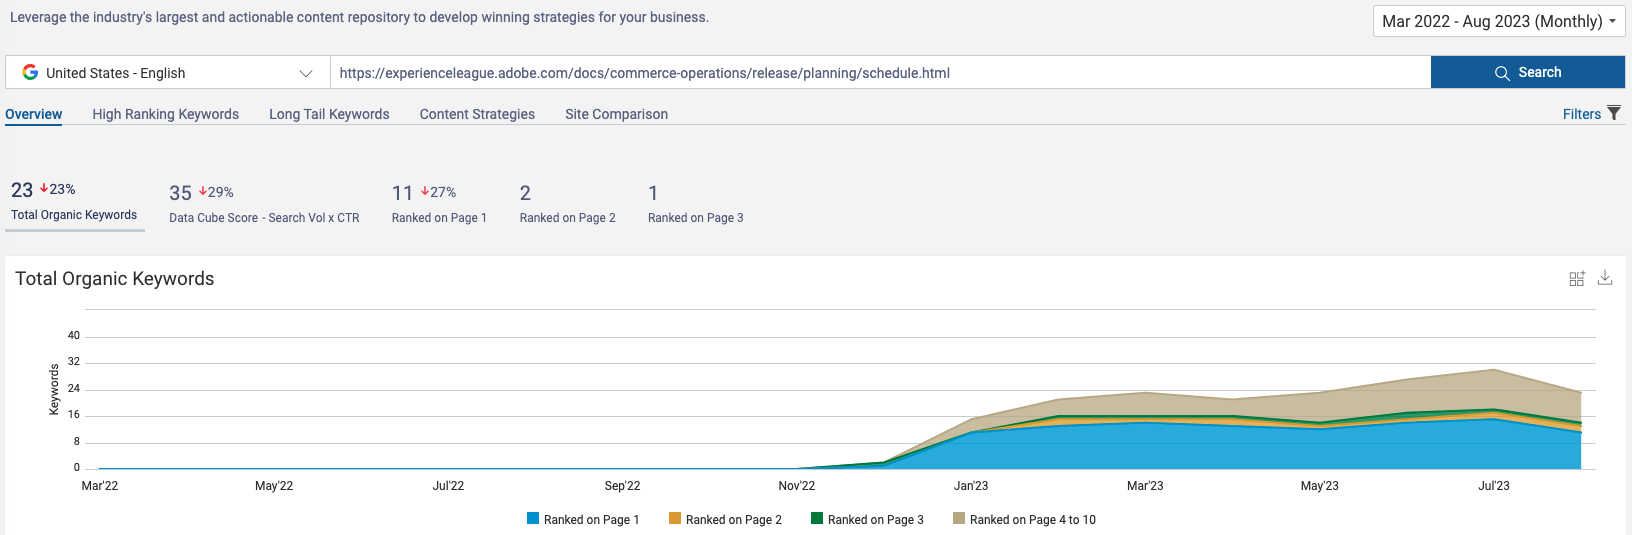 Leverage the industry's largest and actionable content repository to develop winning strategies for your business.
Mar 2022 - Aug 2023 (Monthly)
United States - English
https://experienceleague.adobe.com/docs/commerce-operations/release/planning/schedule.html
Search
Overview High Ranking Keywords Long Tail Keywords Content Strategies Site Comparison
Filters
23 23%
Total Organic Keywords
35 29%
Data Cube Score - Search Vol x CTR
11 27%
Ranked on Page 1
2
Ranked on Page 2
1
Ranked on Page 3
Total Organic Keywords
Keywords
40
32
24
16
8
0
Mar'22 May'22 Jul'22 Sep'22 Nov'22 Jan'23 Mar'23 May'23 Jul'23
Ranked on Page 1 Ranked on Page 2 Ranked on Page 3 Ranked on Page 4 to 10